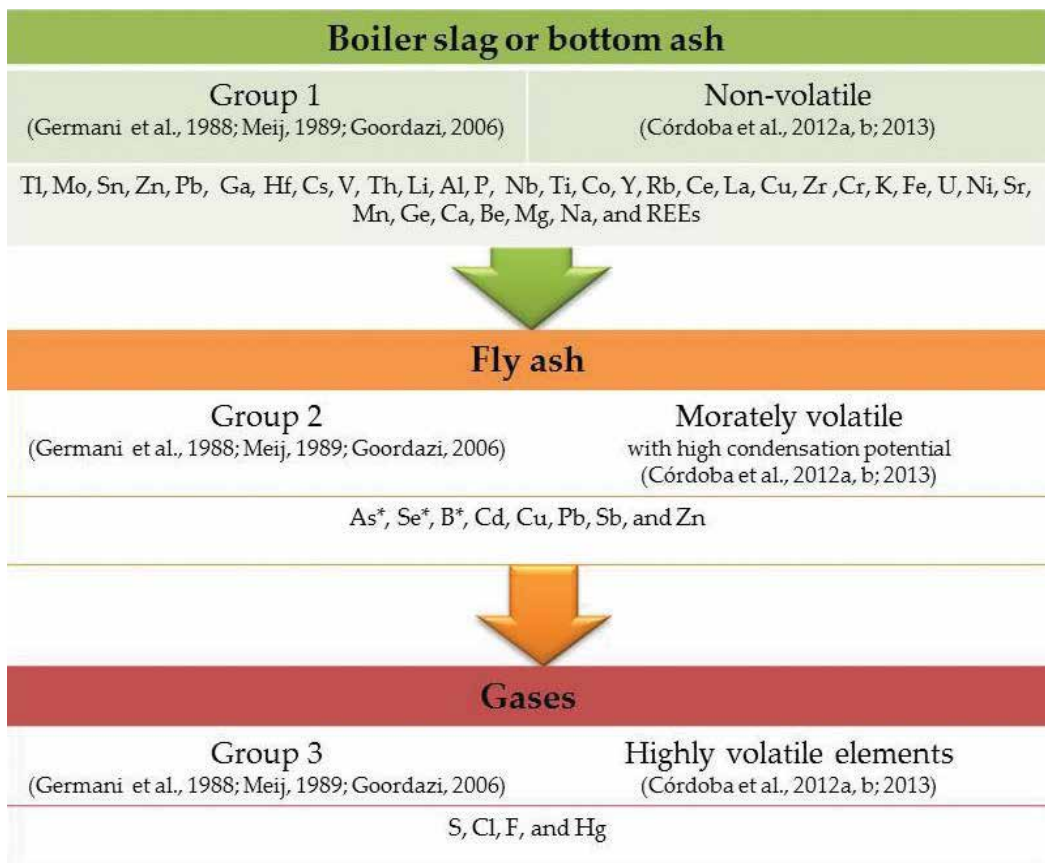 Boiler slag or bottom ash
Group 1
(Germani et al., 1988; Meij, 1989; Goordazi, 2006)
Non-volatile
(Córdoba et al., 2012a, b; 2013)
Tl, Mo, Sn, Zn, Pb, Ga, Hf, Cs, V, Th, Li, Al, P, Nb, Ti, Co, Y, Rb, Ce, La, Cu, Zr ,Cr, K, Fe, U, Ni, Sr,
Mn, Ge, Ca, Be, Mg, Na, and REEs
Fly ash
Group 2
(Germani et al., 1988; Meij, 1989; Goordazi, 2006)
Morately volatile
with high condensation potential
(Córdoba et al., 2012a, b; 2013)
As*, Se*, B*, Cd, Cu, Pb, Sb, and Zn
Gases
Group 3
(Germani et al., 1988; Meij, 1989; Goordazi, 2006)
Highly volatile elements
(Córdoba et al., 2012a, b; 2013)
S, Cl, F, and Hg